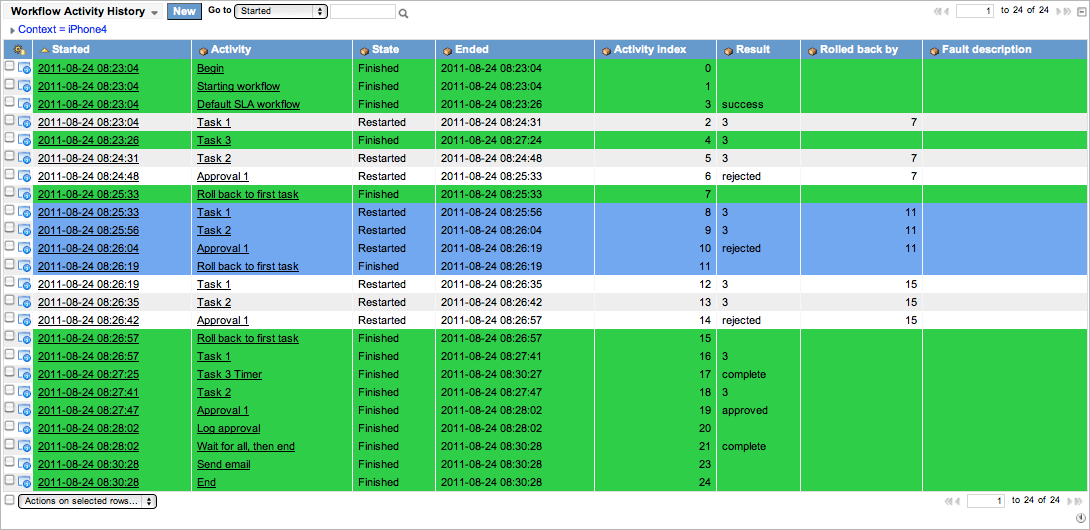 Workflow Activity History New Go to Started 1 to 24 of 24
Context = iPhone4
Started Activity State Ended Activity index Result Rolled back by Fault description
2011-08-24 08:23:04 Begin Finished 2011-08-24 08:23:04 0
2011-08-24 08:23:04 Starting workflow Finished 2011-08-24 08:23:04 1
2011-08-24 08:23:04 Default SLA workflow Finished 2011-08-24 08:23:26 3 success
2011-08-24 08:23:04 Task 1 Restarted 2011-08-24 08:24:31 2 3 7
2011-08-24 08:23:26 Task 3 Finished 2011-08-24 08:27:24 4 3
2011-08-24 08:24:31 Task 2 Restarted 2011-08-24 08:24:48 5 3 7
2011-08-24 08:24:48 Approval 1 Restarted 2011-08-24 08:25:33 6 rejected 7
2011-08-24 08:25:33 Roll back to first task Finished 2011-08-24 08:25:33 7
2011-08-24 08:25:33 Task 1 Restarted 2011-08-24 08:25:56 8 3 11
2011-08-24 08:25:56 Task 2 Restarted 2011-08-24 08:26:04 9 3 11
2011-08-24 08:26:04 Approval 1 Restarted 2011-08-24 08:26:19 10 rejected 11
2011-08-24 08:26:19 Roll back to first task Finished 2011-08-24 08:26:19 11
2011-08-24 08:26:19 Task 1 Restarted 2011-08-24 08:26:35 12 3 15
2011-08-24 08:26:35 Task 2 Restarted 2011-08-24 08:26:42 13 3 15
2011-08-24 08:26:42 Approval 1 Restarted 2011-08-24 08:26:57 14 rejected 15
2011-08-24 08:26:57 Roll back to first task Finished 2011-08-24 08:26:57 15
2011-08-24 08:26:57 Task 1 Finished 2011-08-24 08:27:41 16 3
2011-08-24 08:27:25 Task 3 Timer Finished 2011-08-24 08:30:27 17 complete
2011-08-24 08:27:41 Task 2 Finished 2011-08-24 08:27:47 18 3
2011-08-24 08:27:47 Approval 1 Finished 2011-08-24 08:28:02 19 approved
2011-08-24 08:28:02 Log approval Finished 2011-08-24 08:28:02 20
2011-08-24 08:28:02 Wait for all, then end Finished 2011-08-24 08:30:28 21 complete
2011-08-24 08:30:28 Send email Finished 2011-08-24 08:30:28 23
2011-08-24 08:30:28 End Finished 2011-08-24 08:30:28 24
Actions on selected rows... 1 to 24 of 24